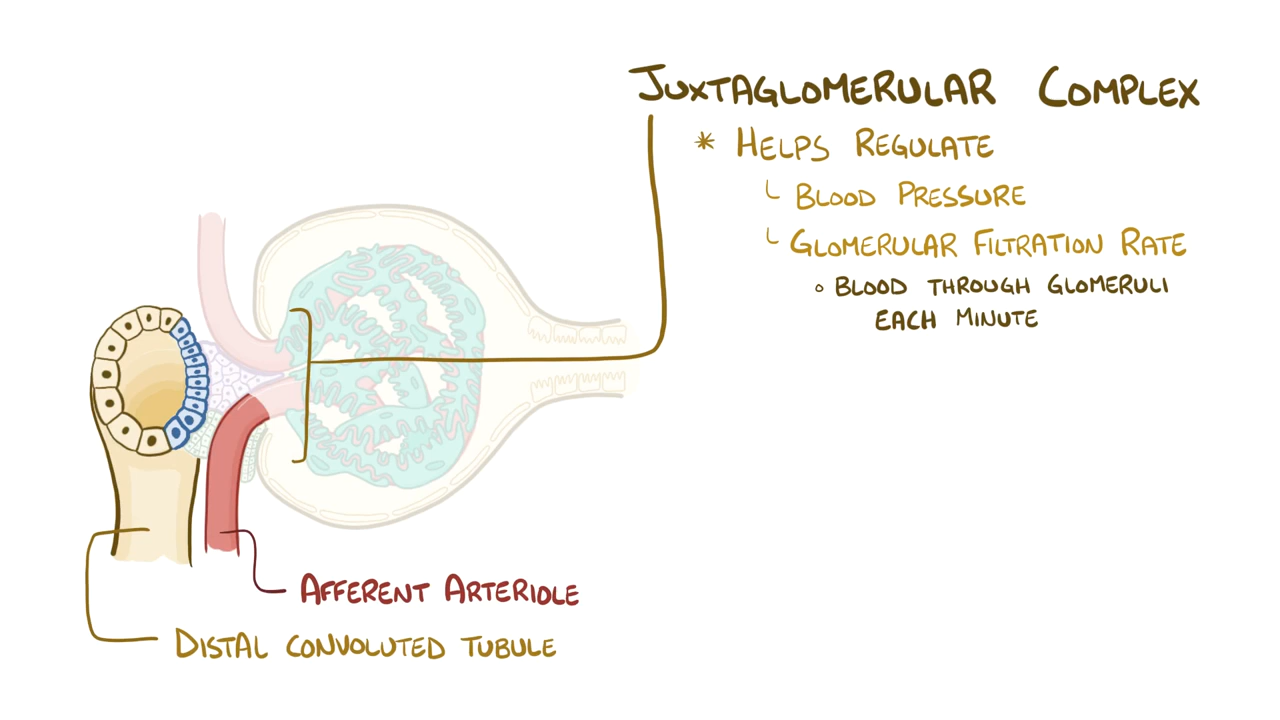 JUXTAGLOMERULAR COMPLEX
* HELPS REGULATE
BLOOD PRESSURE
GLOMERULAR FILTRATION RATE
BLOOD THROUGH GLOMERULI
EACH MINUTE
AFFERENT ARTERIOLE
DISTAL CONVOLUTED TUBULE